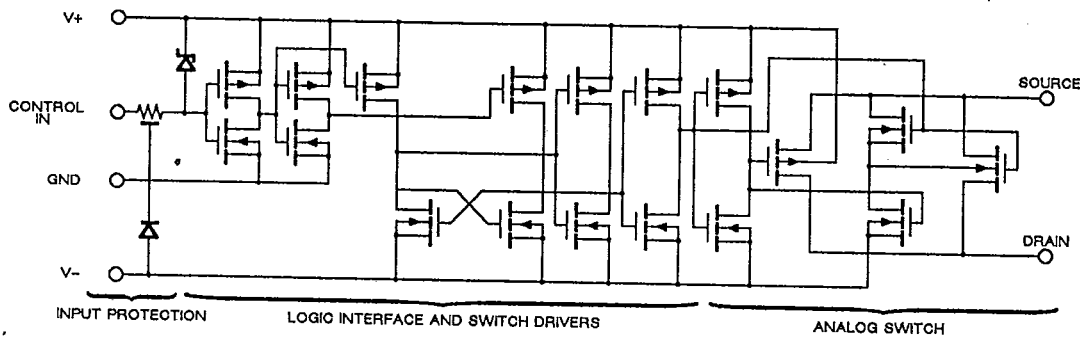 V+
SOURCE
CONTROL
IN
GND
DRAIN
V-
INPUT PROTECTION
LOGIC INTERFACE AND SWITCH DRIVERS
ANALOG SWITCH